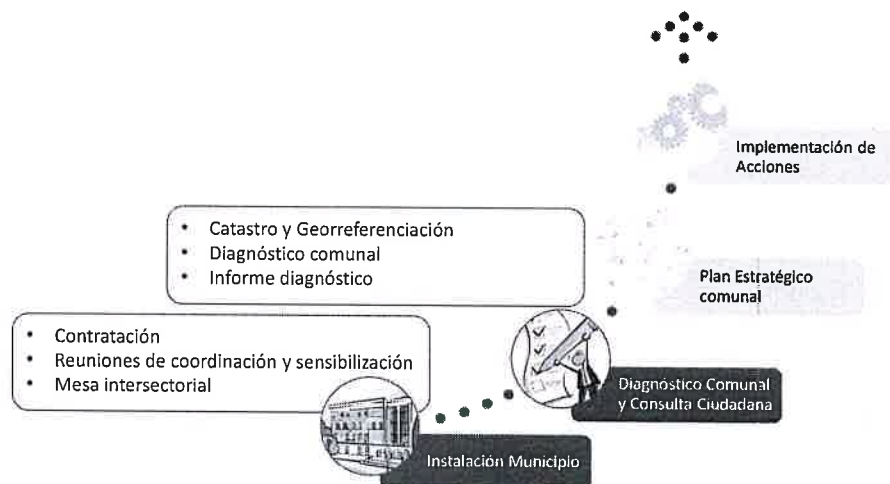 Implementación de
Acciones
• Catastro y Georreferenciación
• Diagnóstico comunal
• Informe diagnóstico
Plan Estratégico
comunal
• Contratación
• Reuniones de coordinación y sensibilización
• Mesa intersectorial
Diagnóstico Comunal
y Consulta Ciudadana
Instalación Municipio